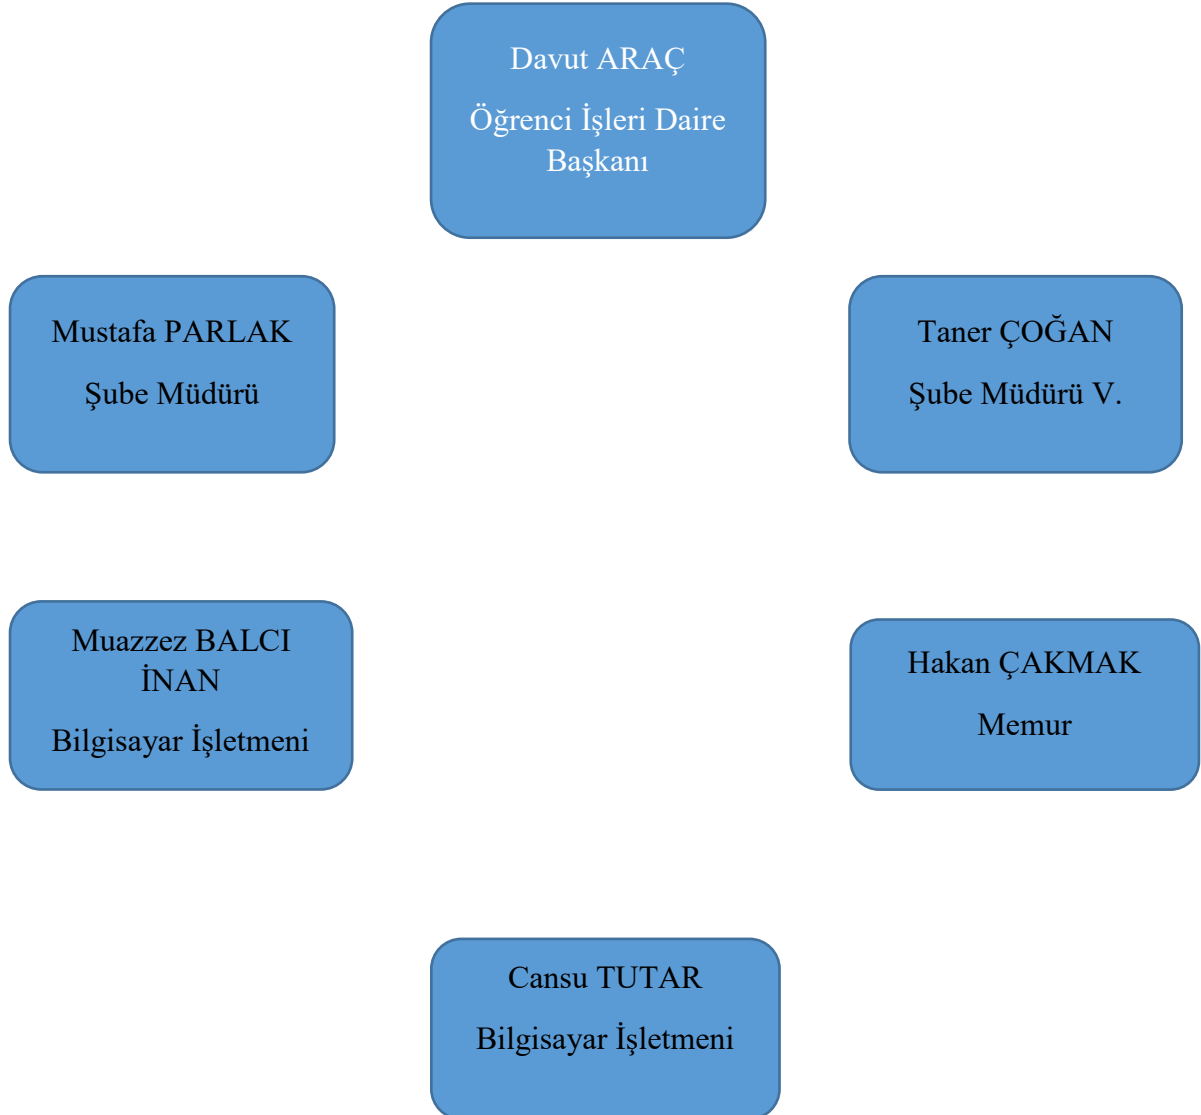 Davut ARAÇ
Öğrenci İşleri Daire
Başkanı
Mustafa PARLAK
Şube Müdürü
Taner ÇOĞAN
Şube Müdürü V.
Muazzez BALCI
İNAN
Bilgisayar İşletmeni
Hakan ÇAKMAK
Memur
Cansu TUTAR
Bilgisayar İşletmeni